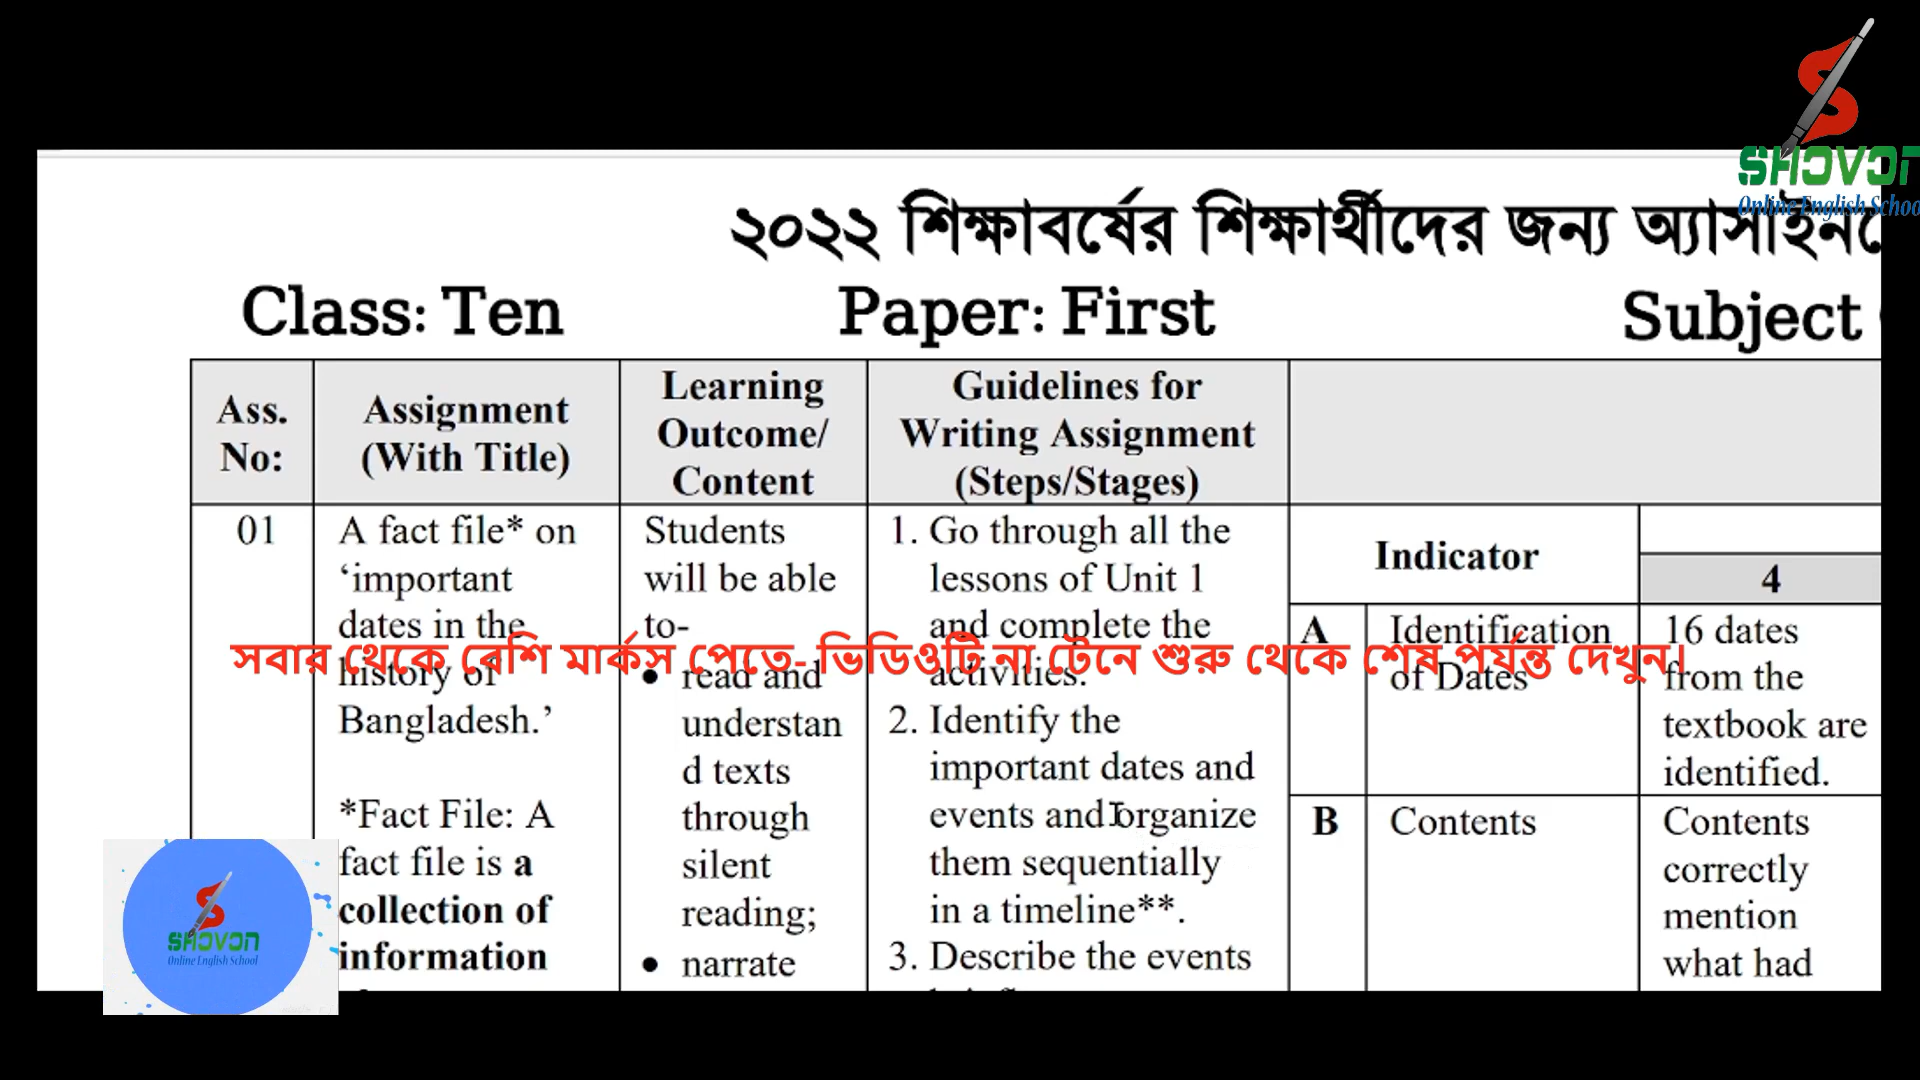 SHOVON
Online English School
২০২২ শিক্ষাবর্ষের শিক্ষার্থীদের জন্য
Class: Ten
Paper: First
Subject
Ass.
No:
Assignment
(With Title)
Learning
Outcome/
Content
Guidelines for
Writing Assignment
(Steps/Stages)
01
A fact file* on
‘important
dates in the
history of
Bangladesh.’
*Fact File: A
fact file is a
collection of
information
Students
will be able
to-
• read and
understan
d texts
through
silent
reading;
• narrate
1. Go through all the
lessons of Unit 1
and complete the
activities.
2. Identify the
important dates and
events and organize
them sequentially
in a timeline**.
3. Describe the events
Indicator
4
A
Identification
of Dates
16 dates
from the
textbook are
identified.
B
Contents
Contents
correctly
mention
what had
সবার থেকে বেশি মার্কস পেতে- ভিডিওটি না টেনে শুরু থেকে শেষ পর্যন্ত দেখুন।
SHOVON
Online English School